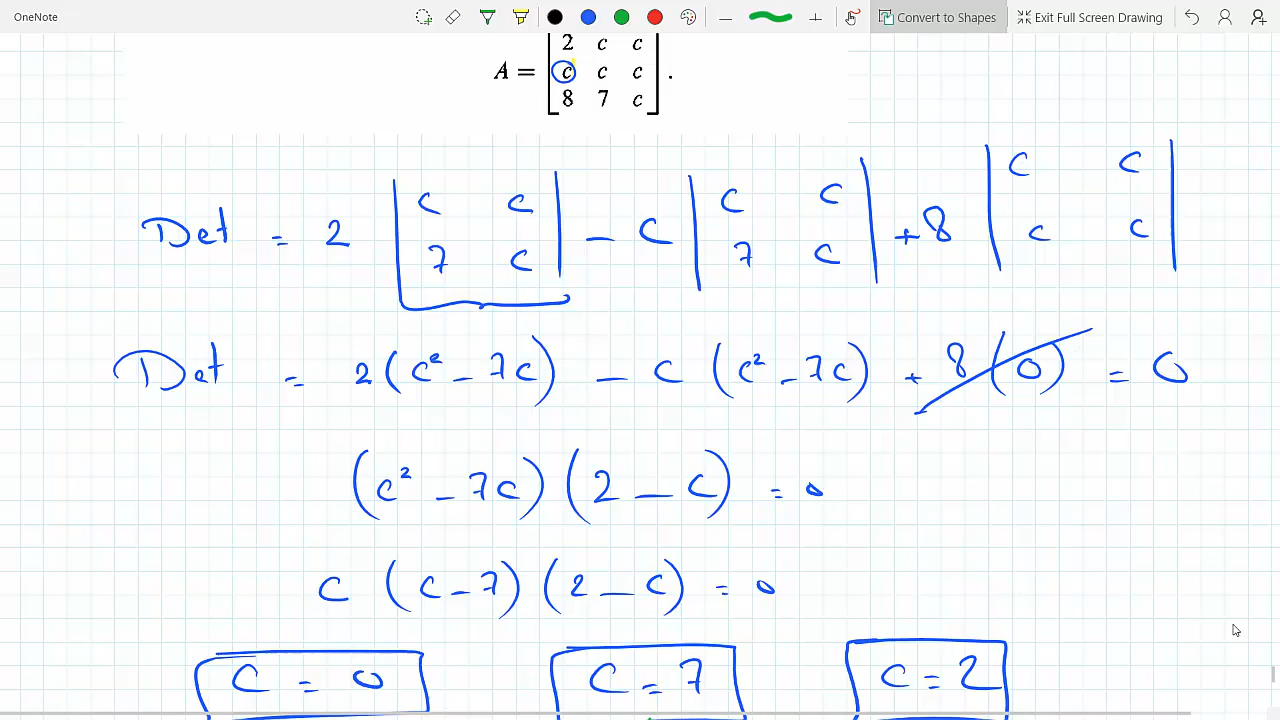 OneNote
Convert to Shapes Exit Full Screen Drawing
2 c c
A = c c c .
8 7 c
Det = 2 | c c | - c | c c | + 8 | c c |
7 c 7 c c c
Det = 2 (c² - 7c) - c (c² - 7c) + 8 (0) = 0
(c² - 7c) (2 - c) = 0
c (c - 7) (2 - c) = 0
c = 0 c = 7 c = 2